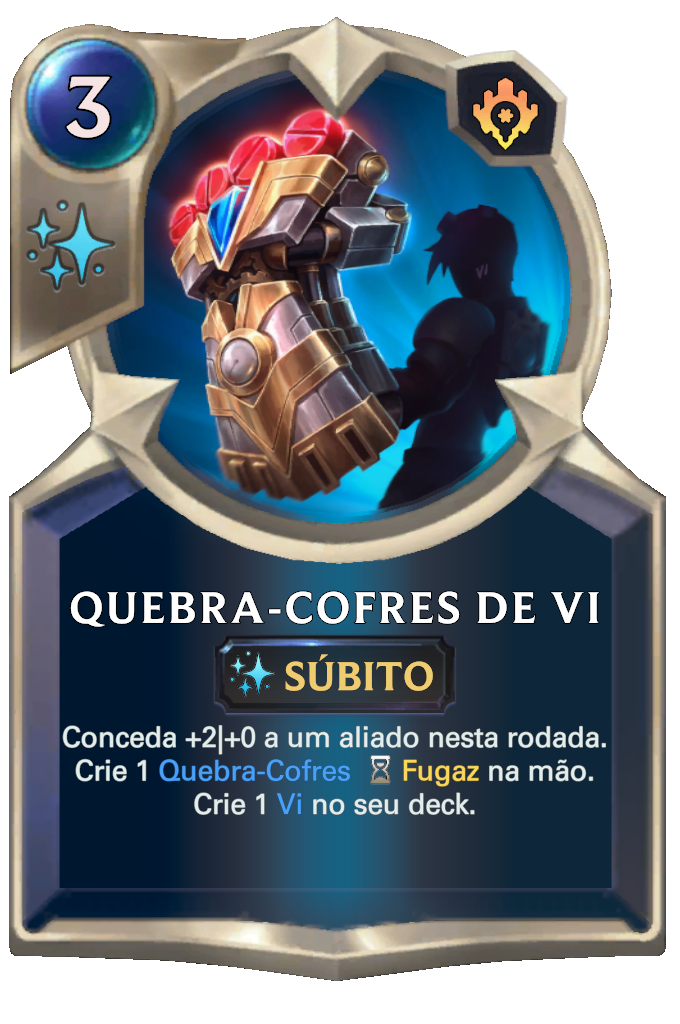 3
VI
QUEBRA-COFRES DE VI
SÚBITO
Conceda +2|+0 a um aliado nesta rodada.
Crie 1 Quebra-Cofres Fugaz na mão.
Crie 1 Vi no seu deck.